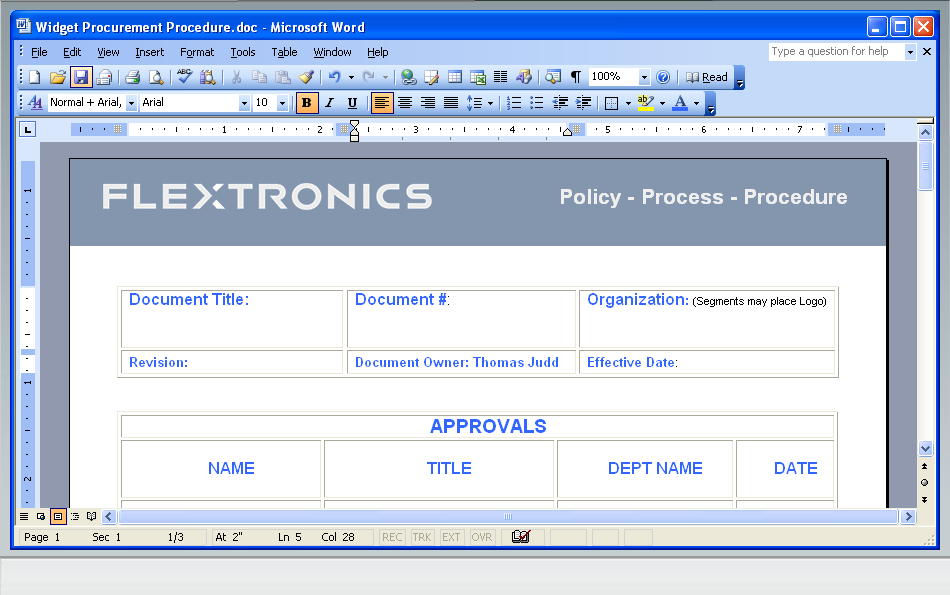 Widget Procurement Procedure.doc - Microsoft Word
File Edit View Insert Format Tools Table Window Help Type a question for help
100% Read
Normal + Arial, Arial 10 B I U
1 2 3 4 5 6 7
FLEXTRONICS Policy - Process - Procedure
Document Title: Document #: Organization: (Segments may place Logo)
Revision: Document Owner: Thomas Judd Effective Date:
APPROVALS
NAME TITLE DEPT NAME DATE
Page 1 Sec 1 1/3 At 2" Ln 5 Col 28 REC TRK EXT OVR